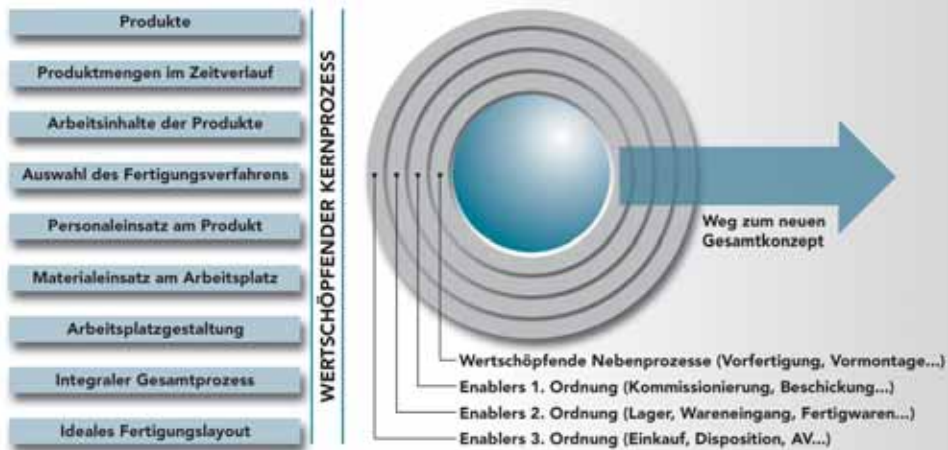 Produkte
Produktmengen im Zeitverlauf
Arbeitsinhalte der Produkte
Auswahl des Fertigungsverfahrens
Personaleinsatz am Produkt
Materialeinsatz am Arbeitsplatz
Arbeitsplatzgestaltung
Integraler Gesamtprozess
Ideales Fertigungslayout
WERTSCHÖPFENDER KERNPROZESS
Weg zum neuen
Gesamtkonzept
Wertschöpfende Nebenprozesse (Vorfertigung, Vormontage...)
Enablers 1. Ordnung (Kommissionierung, Beschickung...)
Enablers 2. Ordnung (Lager, Wareneingang, Fertigwaren...)
Enablers 3. Ordnung (Einkauf, Disposition, AV...)